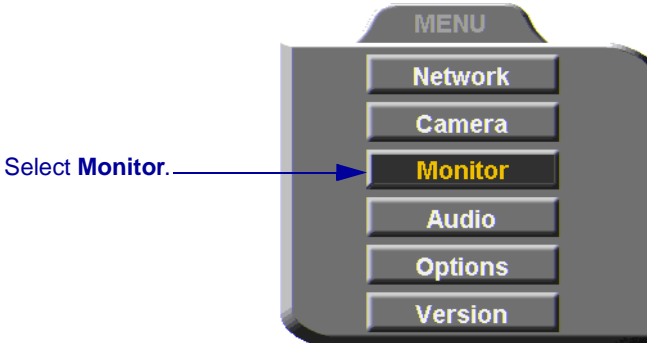 MENU
Network
Camera
Select Monitor.
Monitor
Audio
Options
Version